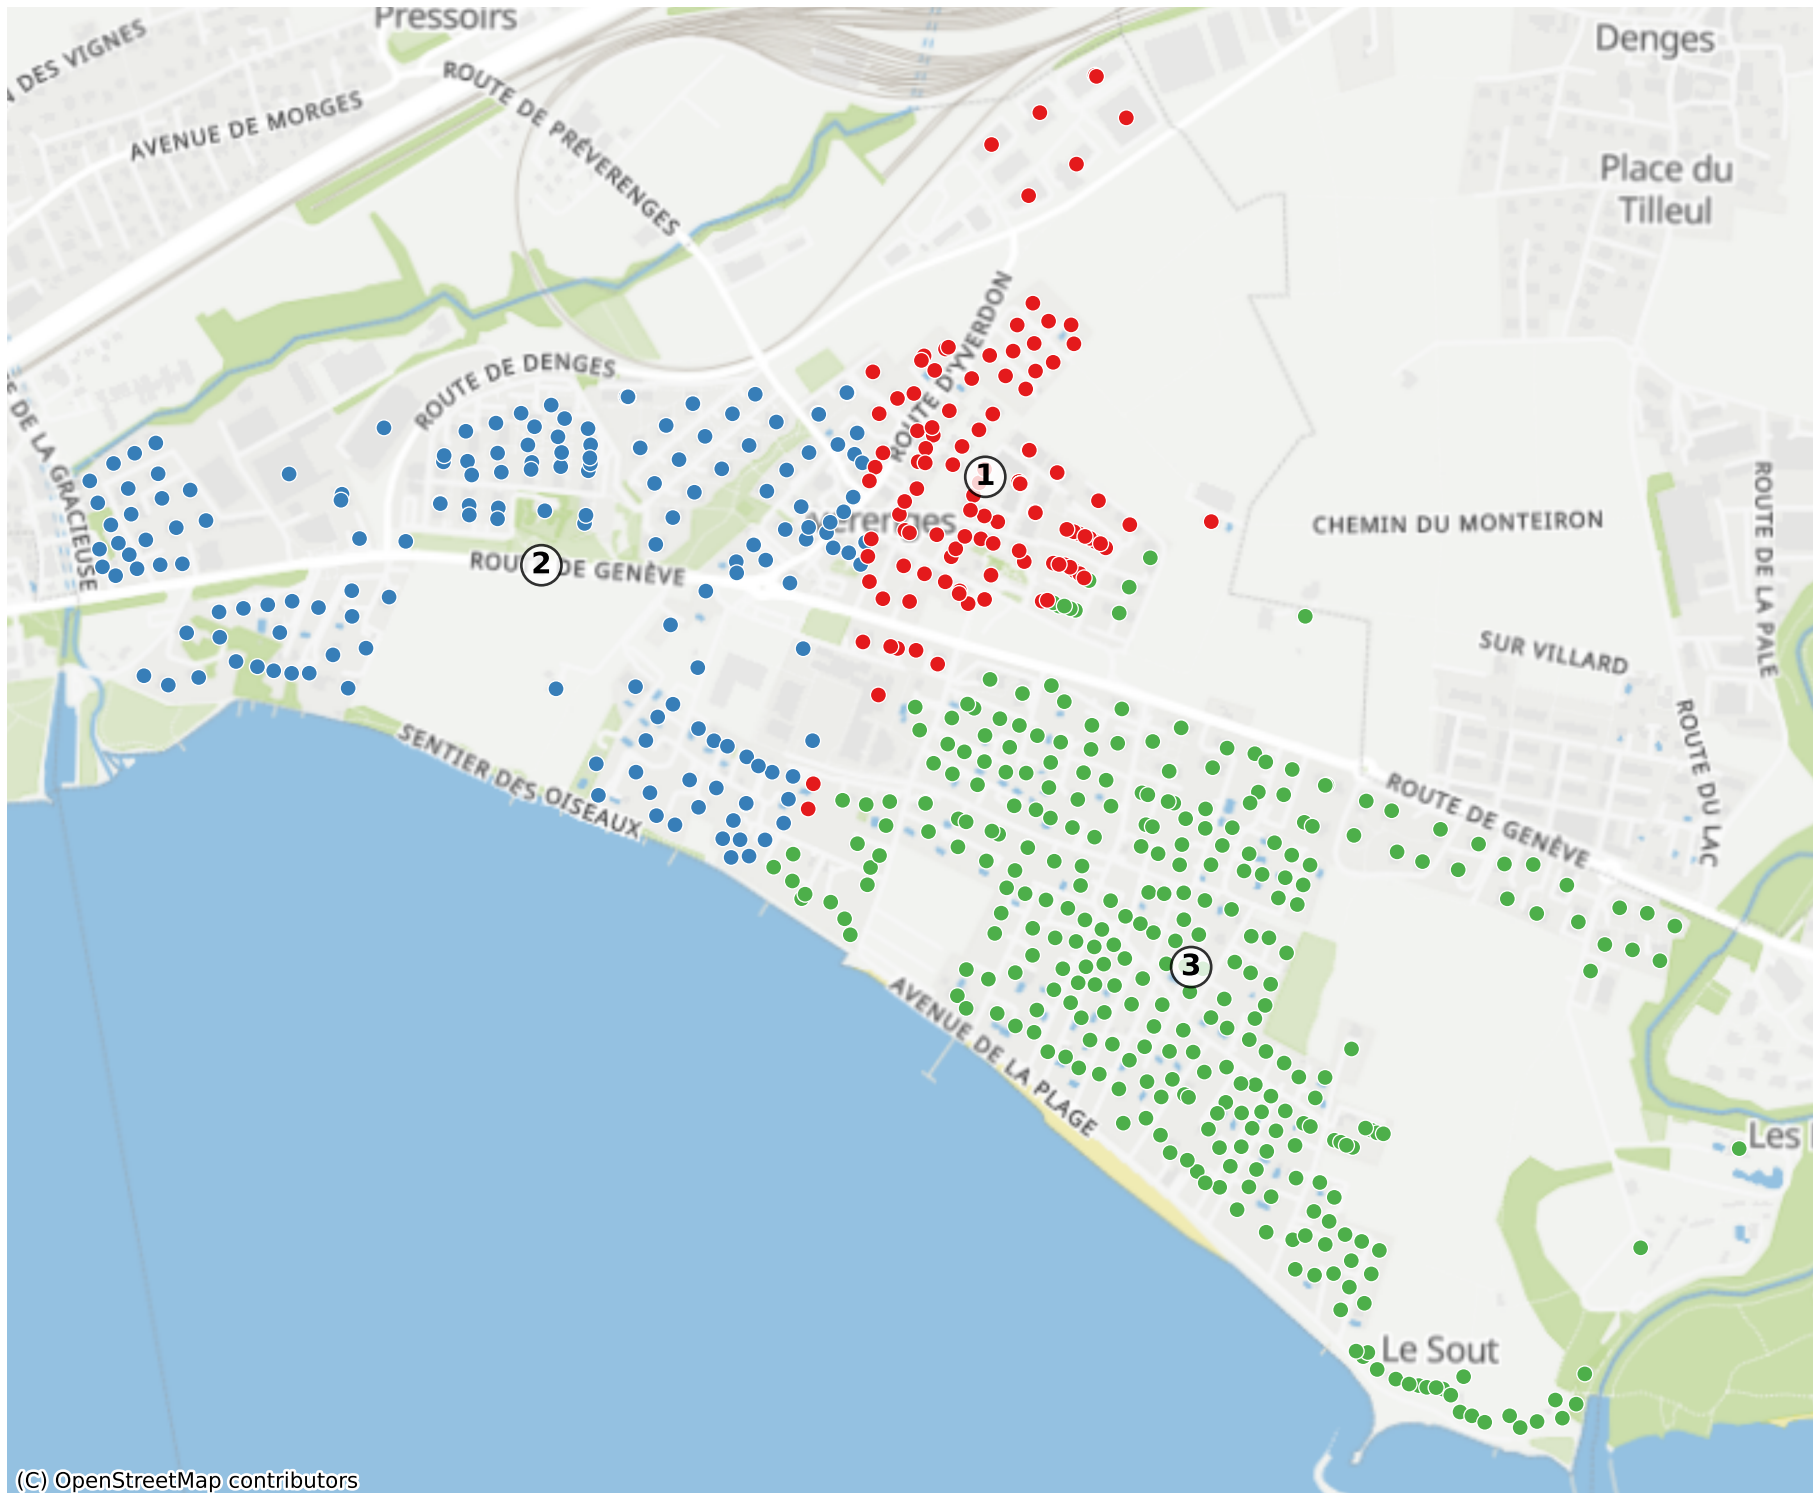 Pressoirs
DES VIGNES
AVENUE DE MORGES
ROUTE DE PRÉVERENGES
Denges
Place du
Tilleul
ROUTE D'YVERDON
ROUTE DE DENGES
DE LA GRACIEUSE
1
verenges
CHEMIN DU MONTEIRON
ROUTE DE LA PALE
2
ROUTE DE GENÈVE
SUR VILLARD
ROUTE DU LAC
SENTIER DES OISEAUX
ROUTE DE GENÈVE
3
AVENUE DE LA PLAGE
Les
Le Sout
(C) OpenStreetMap contributors